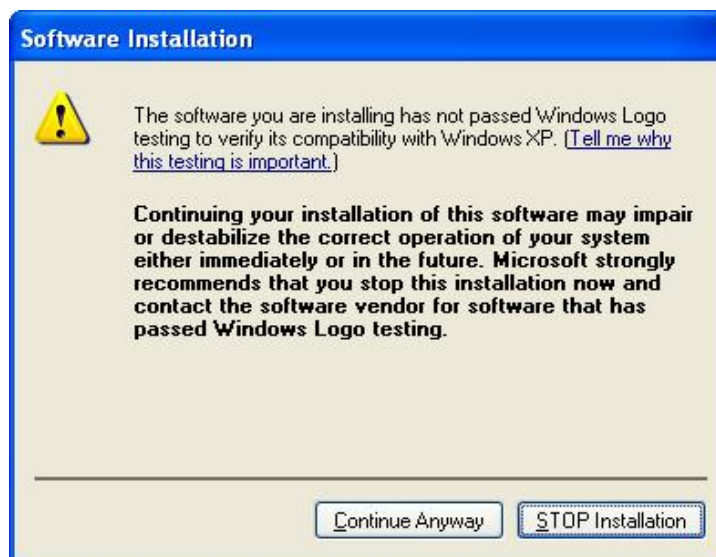 Software Installation
The software you are installing has not passed Windows Logo
testing to verify its compatibility with Windows XP. (Tell me why
this testing is important.)
Continuing your installation of this software may impair
or destabilize the correct operation of your system
either immediately or in the future. Microsoft strongly
recommends that you stop this installation now and
contact the software vendor for software that has
passed Windows Logo testing.
Continue Anyway
STOP Installation